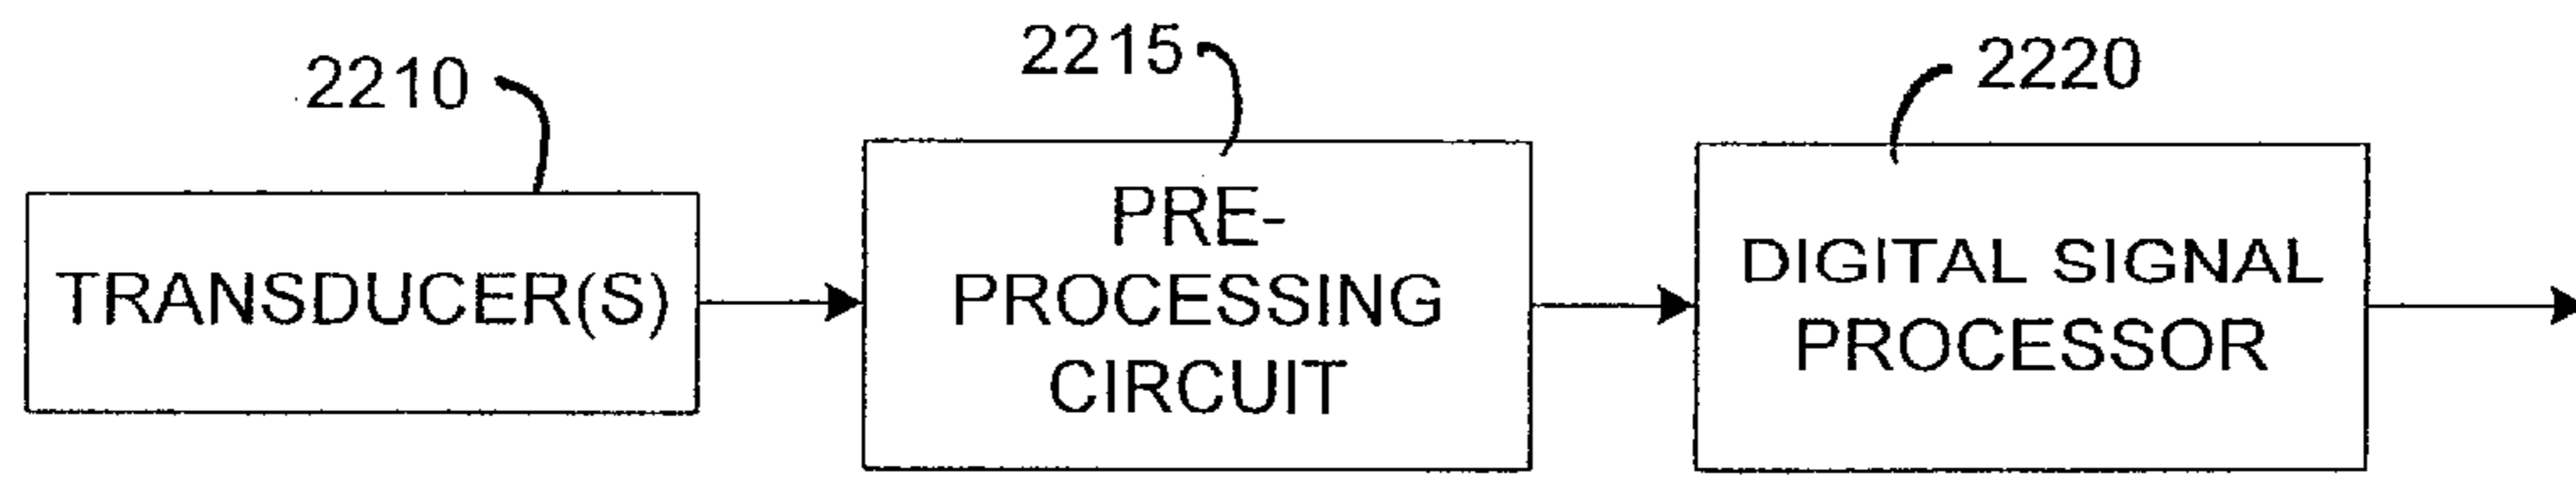 2210
TRANSDUCER(S)
2215
PRE-
PROCESSING
CIRCUIT
2220
DIGITAL SIGNAL
PROCESSOR